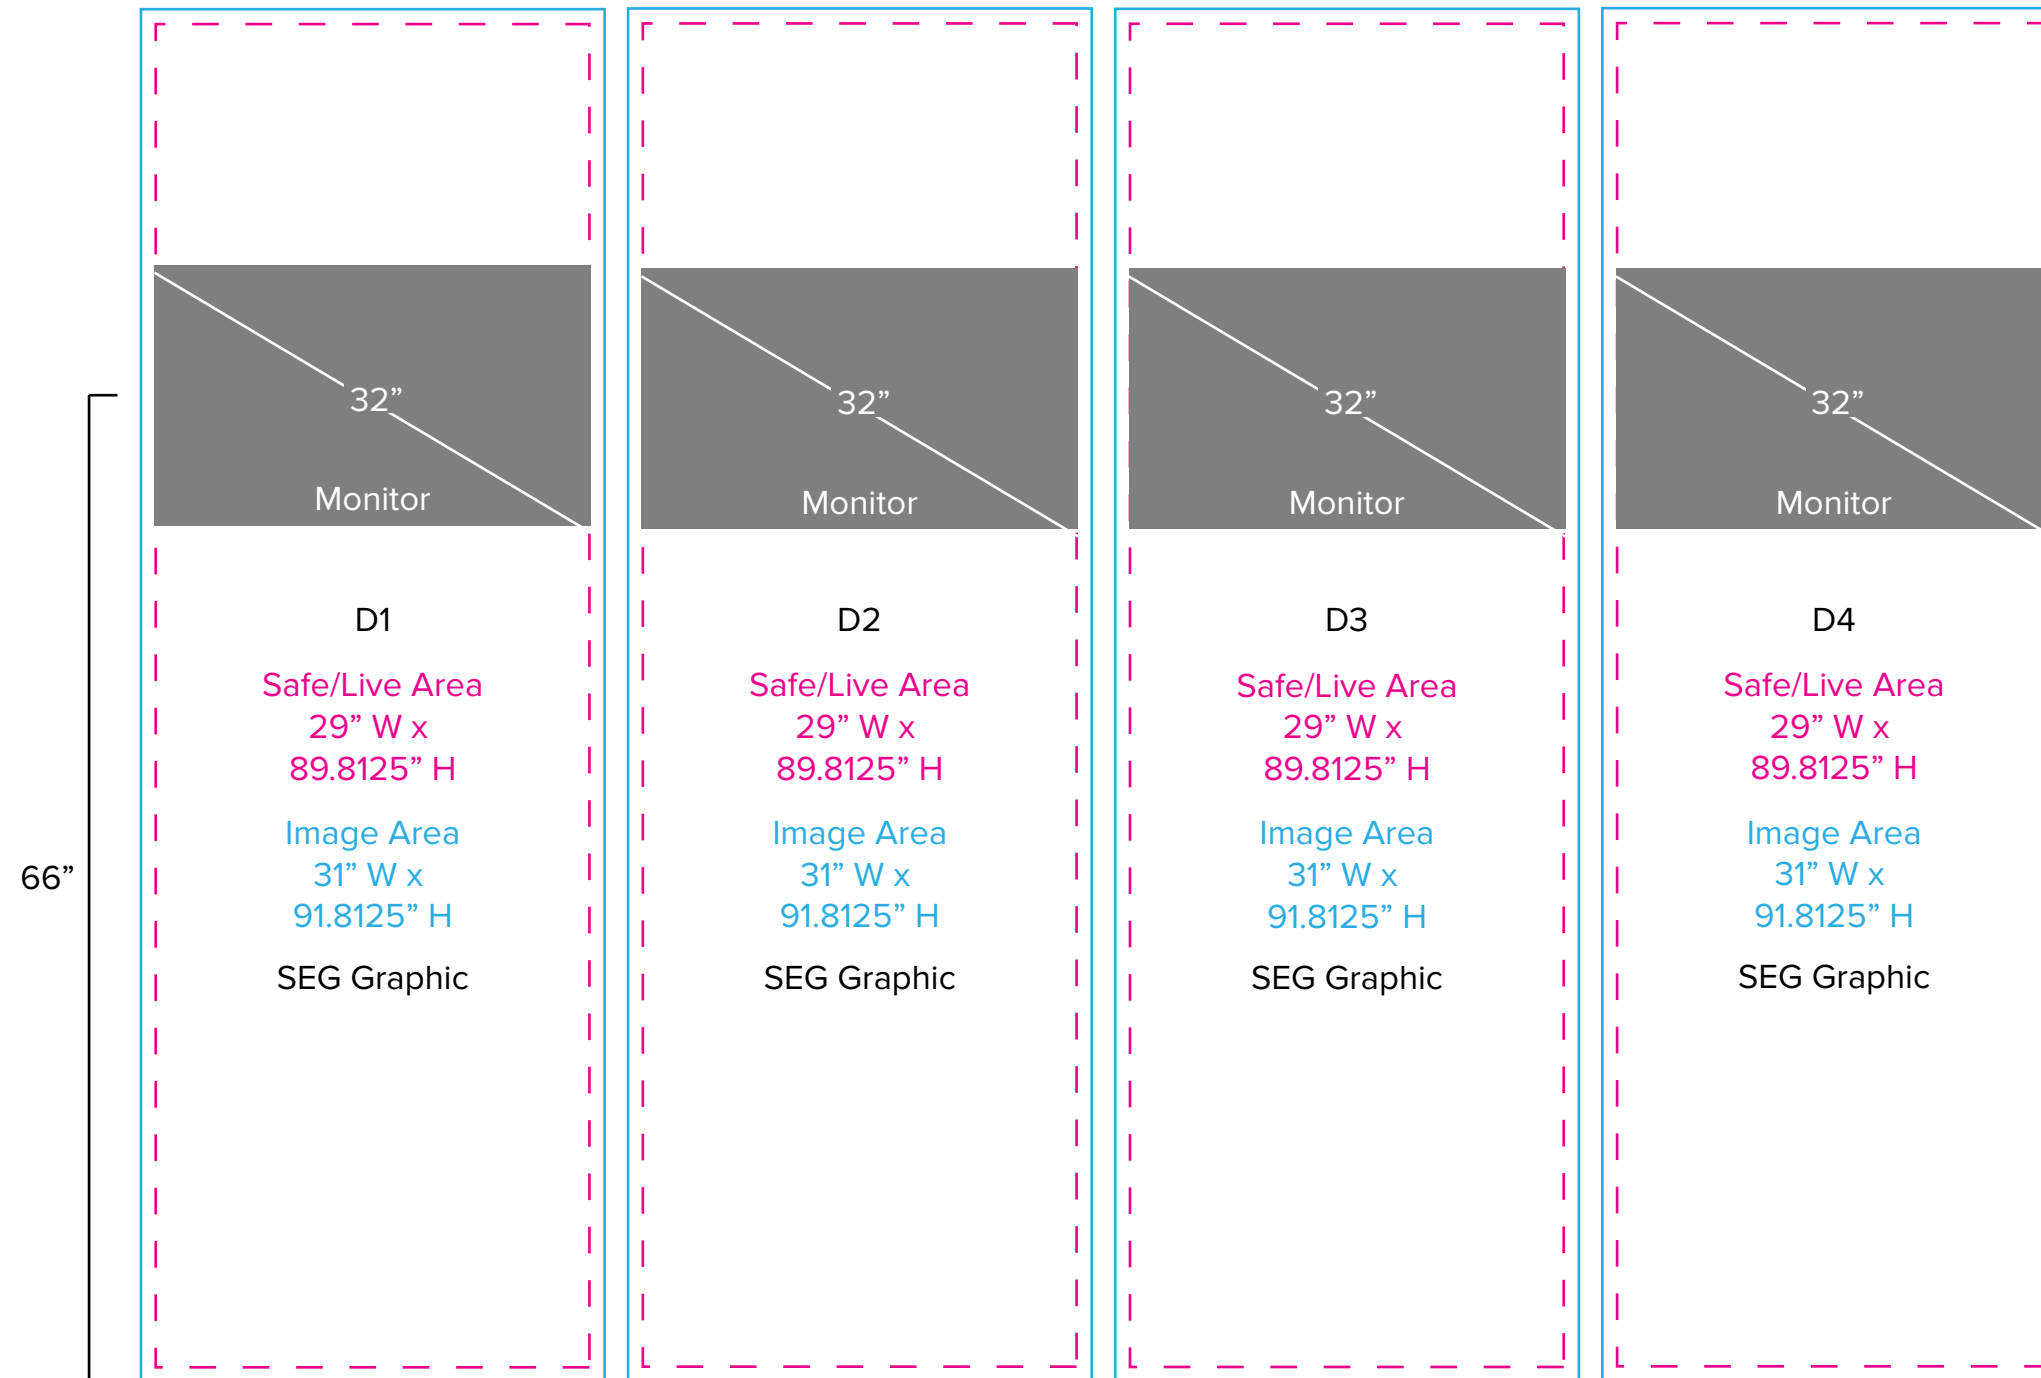 32”
Monitor
D1
Safe/Live Area
29” W x
89.8125” H
Image Area
31” W x
91.8125” H
SEG Graphic
32”
Monitor
D2
Safe/Live Area
29” W x
89.8125” H
Image Area
31” W x
91.8125” H
SEG Graphic
32”
Monitor
D3
Safe/Live Area
29” W x
89.8125” H
Image Area
31” W x
91.8125” H
SEG Graphic
32”
Monitor
D4
Safe/Live Area
29” W x
89.8125” H
Image Area
31” W x
91.8125” H
SEG Graphic
66”